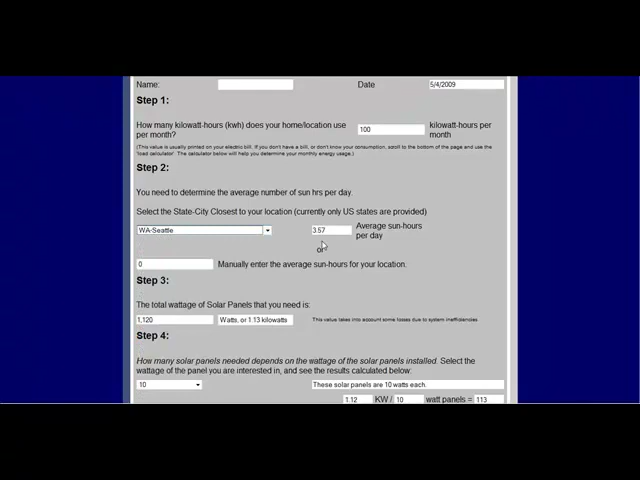 Name: Date 5/4/2009
Step 1:
How many kilowatt-hours (kwh) does your home/location use per month? 100 kilowatt-hours per month
(This value is usually printed on your electric bill. If you don't have a bill, or don't know your consumption, scroll to the bottom of the page and use the
'load calculator'. The calculator below will help you determine your monthly energy usage.)
Step 2:
You need to determine the average number of sun hrs per day.
Select the State-City Closest to your location (currently only US states are provided)
WA-Seattle 3.57 Average sun-hours per day
or
0 Manually enter the average sun-hours for your location.
Step 3:
The total wattage of Solar Panels that you need is:
1,120 Watts, or 1.13 kilowatts This value takes into account some losses due to system inefficiencies.
Step 4:
How many solar panels needed depends on the wattage of the solar panels installed. Select the
wattage of the panel you are interested in, and see the results calculated below:
10 These solar panels are 10 watts each.
1.12 KW / 10 watt panels = 113